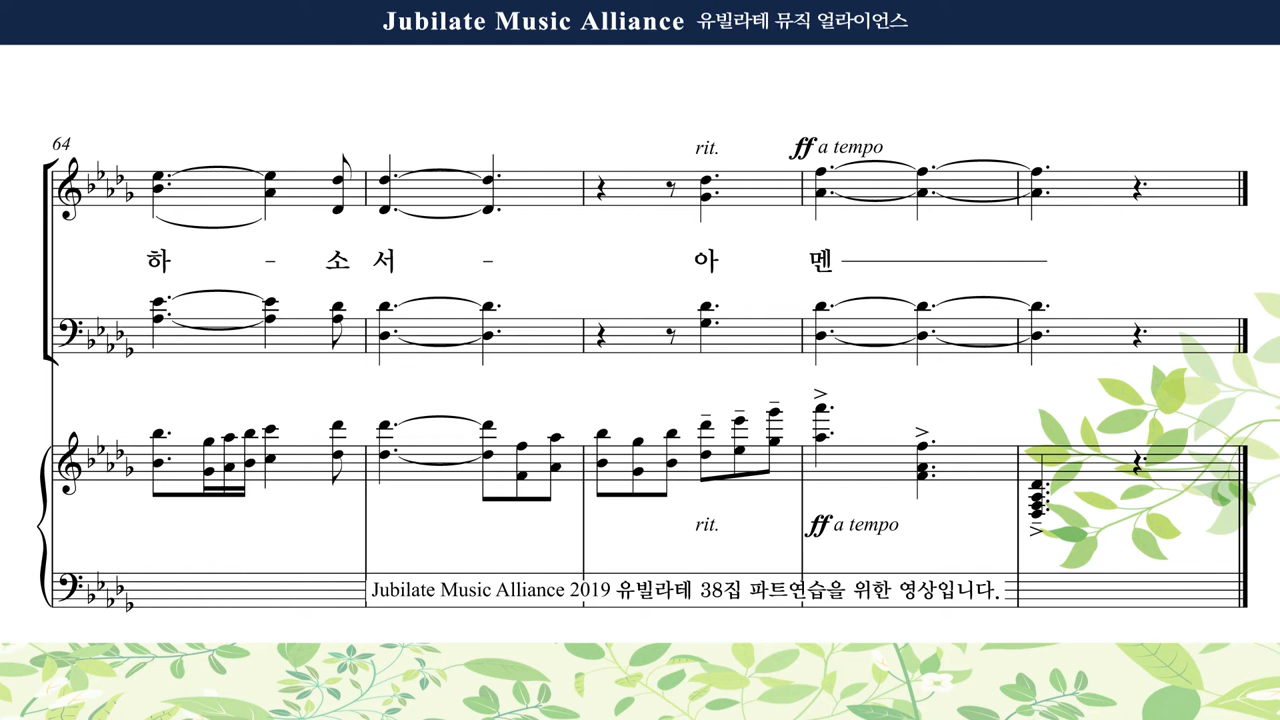 Jubilate Music Alliance 유빌라테 뮤직 얼라이언스
64
rit.
ff a tempo
하 - 소 서 - 아 멘
rit.
ff a tempo
Jubilate Music Alliance 2019 유빌라테 38집 파트연습을 위한 영상입니다.